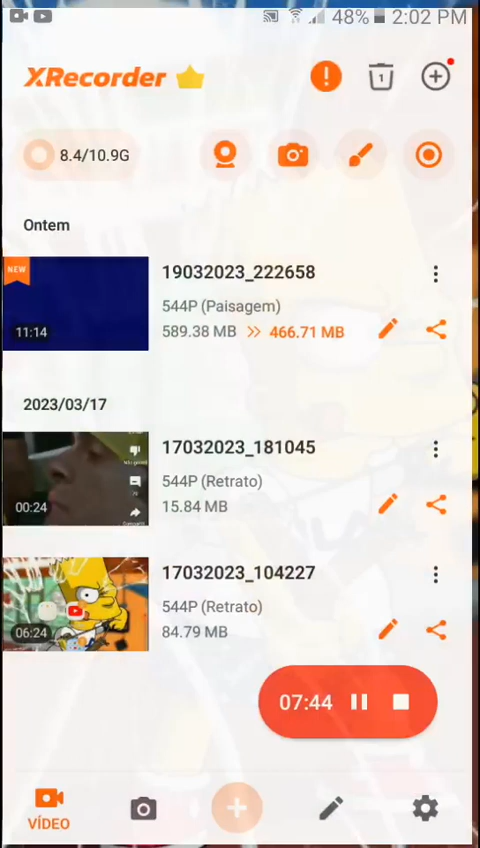 48% 2:02 PM
XRecorder
1
8.4/10.9G
Ontem
NEW
11:14
19032023_222658
544P (Paisagem)
589.38 MB >> 466.71 MB
2023/03/17
00:24
17032023_181045
544P (Retrato)
15.84 MB
06:24
17032023_104227
544P (Retrato)
84.79 MB
07:44
VÍDEO